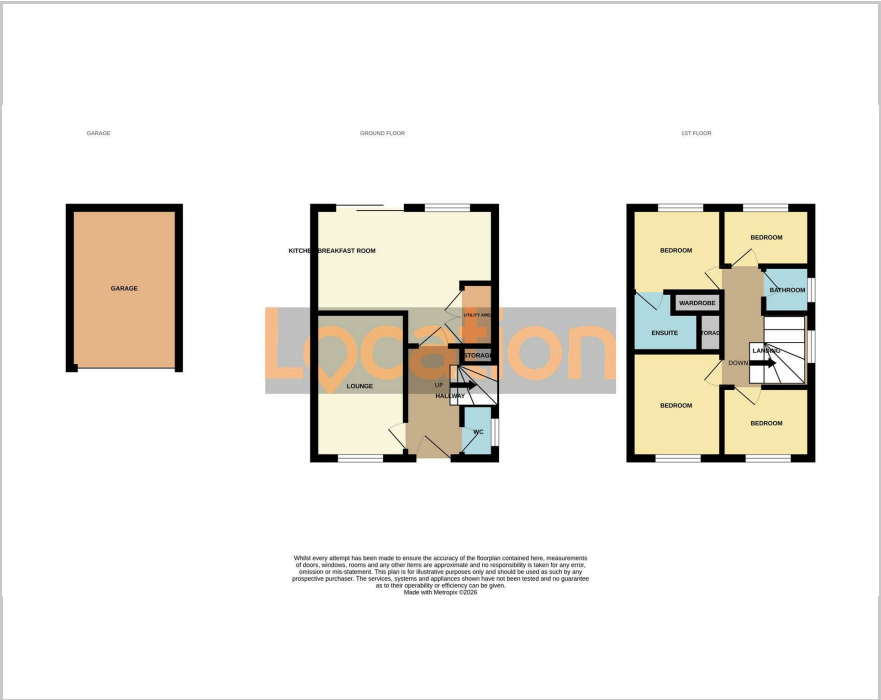 GARAGE
GROUND FLOOR
1ST FLOOR
GARAGE
KITCHEN/BREAKFAST ROOM
UTILITY AREA
STORAGE
LOUNGE
UP
HALLWAY
WC
BEDROOM
BEDROOM
BATHROOM
WARDROBE
ENSUITE
STORAGE
LANDING
DOWN
BEDROOM
BEDROOM
Location
Whilst every attempt has been made to ensure the accuracy of the floorplan contained here, measurements
of doors, windows, rooms and any other items are approximate and no responsibility is taken for any error,
omission or mis-statement. This plan is for illustrative purposes only and should be used as such by any
prospective purchaser. The services, systems and appliances shown have not been tested and no guarantee
as to their operability or efficiency can be given.
Made with Metropix ©2026